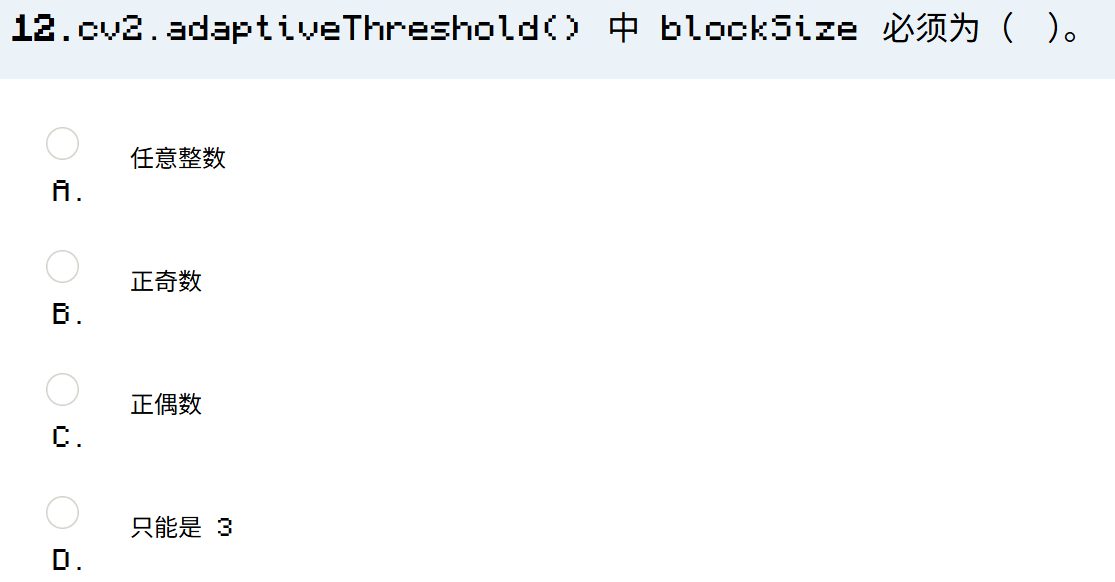 12.cv2.adaptiveThreshold() 中 blockSize 必须为（ ）。
任意整数
A.
正奇数
B.
正偶数
C.
只能是 3
D.